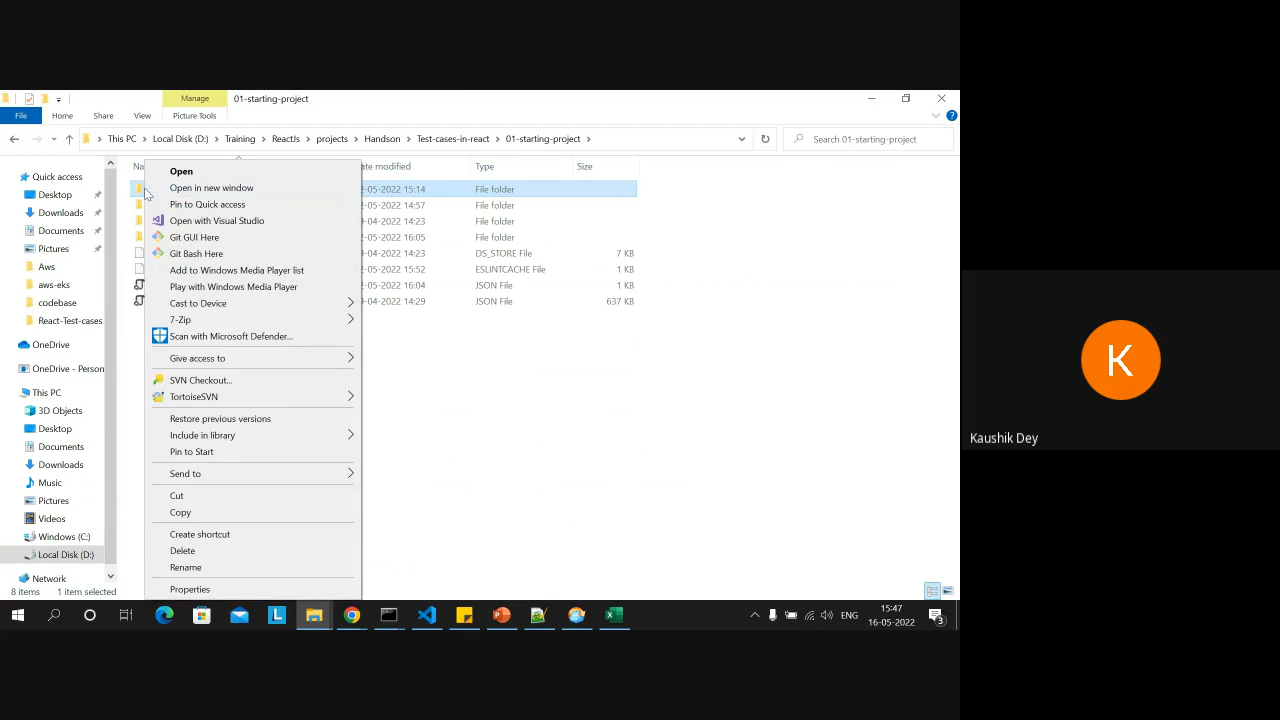 Manage
01-starting-project
File
Home
Share
View
Picture Tools
This PC
Local Disk (D:)
Training
ReactJs
projects
Handson
Test-cases-in-react
01-starting-project
Search 01-starting-project
Quick access
Desktop
Downloads
Documents
Pictures
Aws
aws-eks
codebase
React-Test-cases
OneDrive
OneDrive - Person
This PC
3D Objects
Desktop
Documents
Downloads
Music
Pictures
Videos
Windows (C:)
Local Disk (D:)
Network
8 items
1 item selected
Open
Open in new window
Pin to Quick access
Open with Visual Studio
Git GUI Here
Git Bash Here
Add to Windows Media Player list
Play with Windows Media Player
Cast to Device
7-Zip
Scan with Microsoft Defender...
Give access to
SVN Checkout...
TortoiseSVN
Restore previous versions
Include in library
Pin to Start
Send to
Cut
Copy
Create shortcut
Delete
Rename
Properties
ate modified
Type
Size
2-05-2022 15:14
File folder
2-05-2022 14:57
File folder
9-04-2022 14:23
File folder
2-05-2022 16:05
File folder
9-04-2022 14:23
DS_STORE File
7 KB
2-05-2022 15:52
ESLINTCACHE File
1 KB
2-05-2022 16:04
JSON File
1 KB
9-04-2022 14:29
JSON File
637 KB
ENG
15:47
16-05-2022
3
K
Kaushik Dey